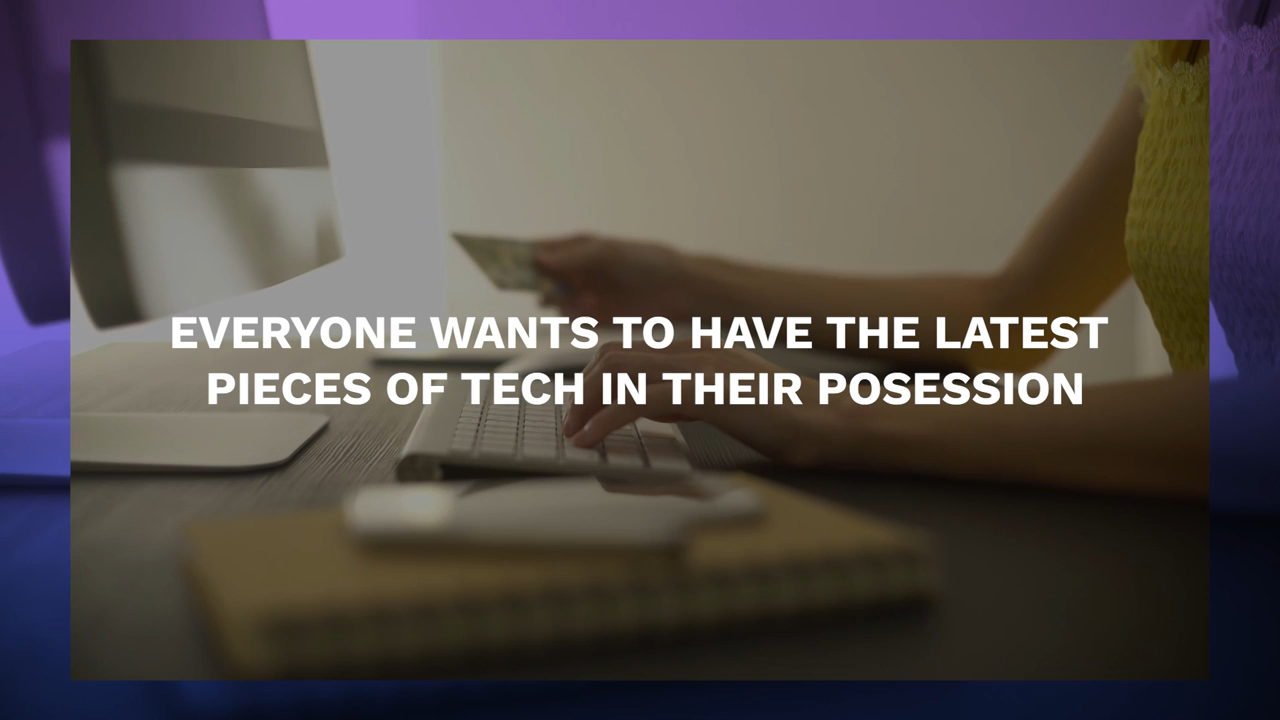 EVERYONE WANTS TO HAVE THE LATEST
PIECES OF TECH IN THEIR POSESSION